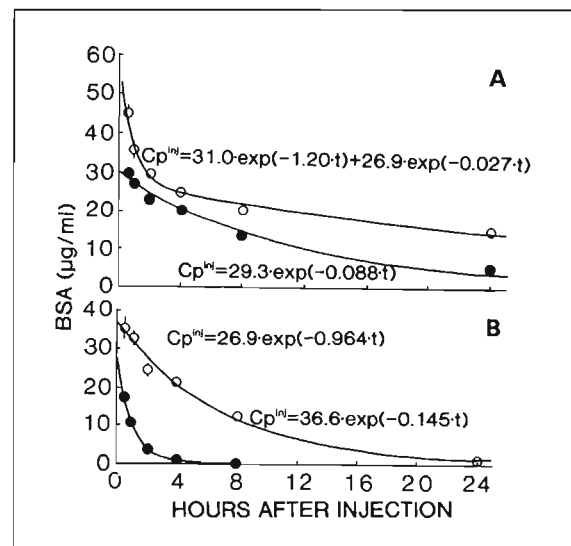 A
60
50
40
30
20
10
0
Cp^inj=31.0·exp(-1.20·t)+26.9·exp(-0.027·t)
Cp^inj=29.3·exp(-0.088·t)
BSA (µg/ml)
B
40
30
20
10
0
Cp^inj=26.9·exp(-0.964·t)
Cp^inj=36.6·exp(-0.145·t)
0 4 8 12 16 20 24
HOURS AFTER INJECTION